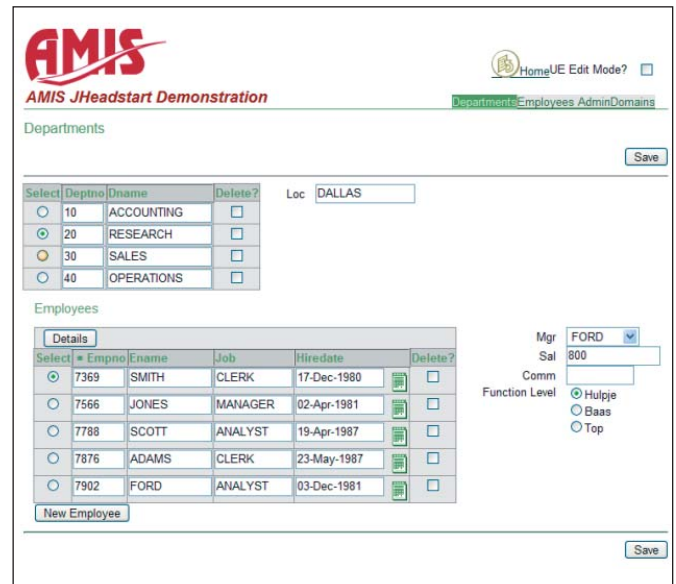 AMIS
HomeUE Edit Mode?
AMIS JHeadstart Demonstration
DepartmentsEmployees AdminDomains
Departments
Save
Select Deptno Dname Delete? Loc DALLAS
10 ACCOUNTING
20 RESEARCH
30 SALES
40 OPERATIONS
Employees
Details
Select * Empno Ename Job Hiredate Delete?
7369 SMITH CLERK 17-Dec-1980
7566 JONES MANAGER 02-Apr-1981
7788 SCOTT ANALYST 19-Apr-1987
7876 ADAMS CLERK 23-May-1987
7902 FORD ANALYST 03-Dec-1981
New Employee
Mgr FORD
Sal 800
Comm
Function Level Hulpje
Baas
Top
Save